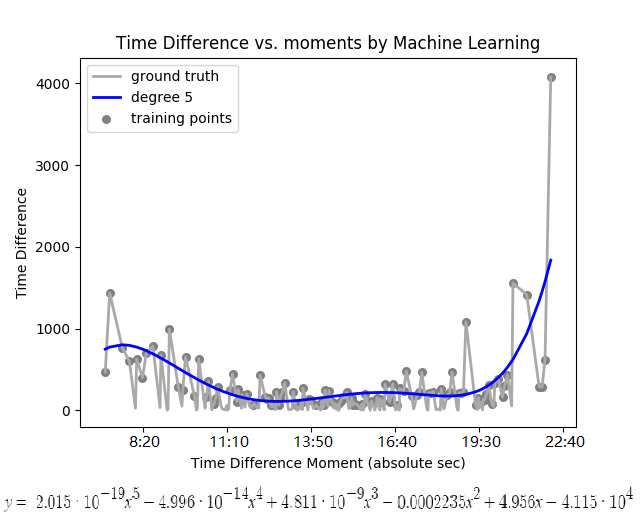 Time Difference vs. moments by Machine Learning
ground truth
degree 5
training points
4000
3000
2000
1000
0
Time Difference
8:20 11:10 13:50 16:40 19:30 22:40
Time Difference Moment (absolute sec)
y = 2.015 · 10^−19 x^5 − 4.996 · 10^−14 x^4 + 4.811 · 10^−9 x^3 − 0.0002235x^2 + 4.956x − 4.115 · 10^4